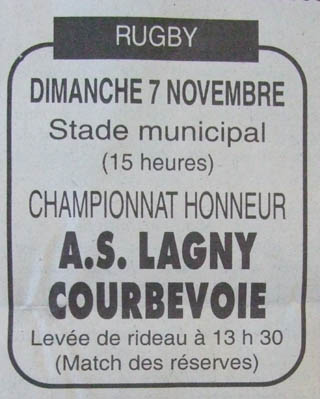 RUGBY
DIMANCHE 7 NOVEMBRE
Stade municipal
(15 heures)
CHAMPIONNAT HONNEUR
A.S. LAGNY
COURBEVOIE
Levée de rideau à 13 h 30
(Match des réserves)